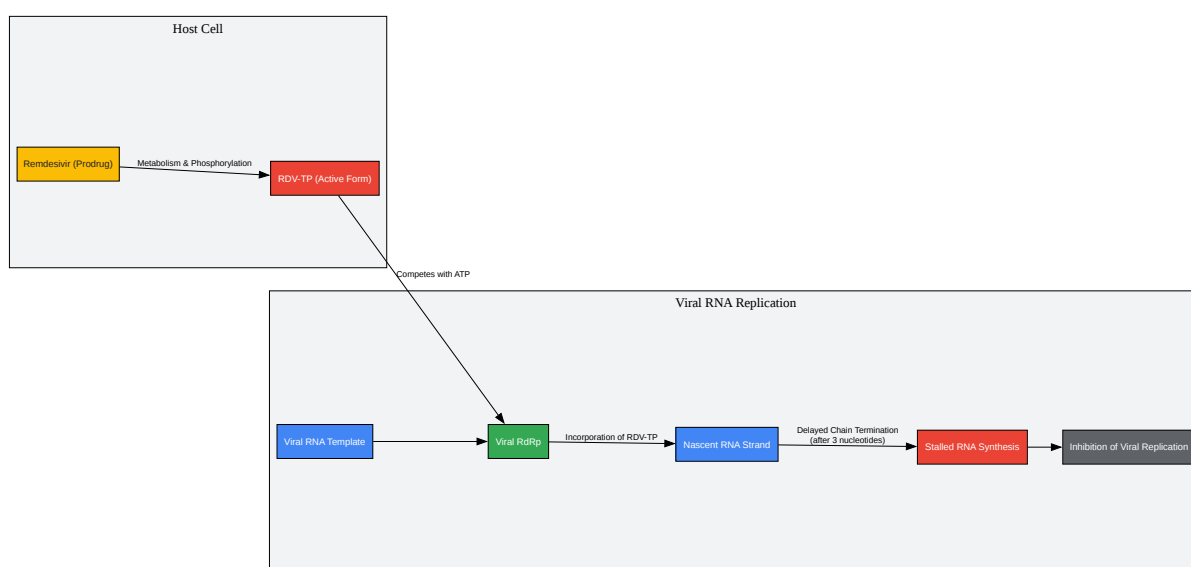 Host Cell
Remdesivir (Prodrug)
Metabolism & Phosphorylation
RDV-TP (Active Form)
Competes with ATP
Viral RNA Replication
Viral RNA Template
Viral RdRp
Incorporation of RDV-TP
Nascent RNA Strand
Delayed Chain Termination
(after 3 nucleotides)
Stalled RNA Synthesis
Inhibition of Viral Replication